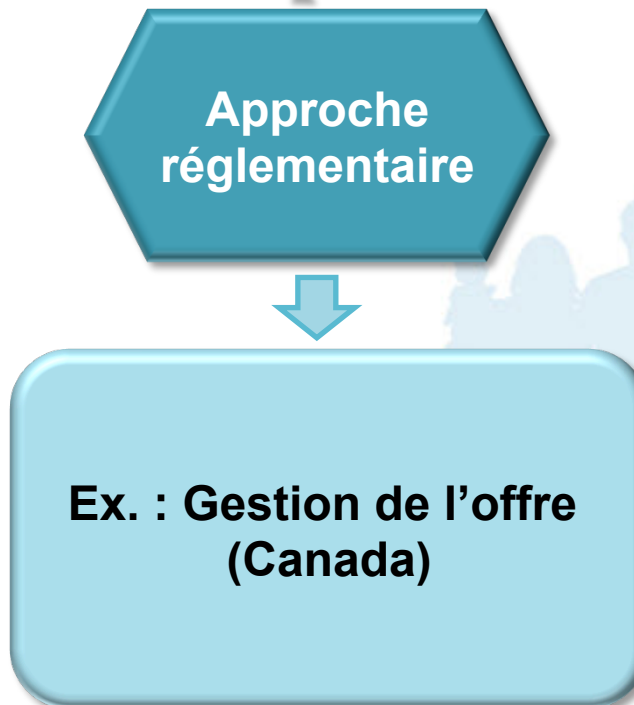 Approche
réglementaire
Ex. : Gestion de l’offre
(Canada)